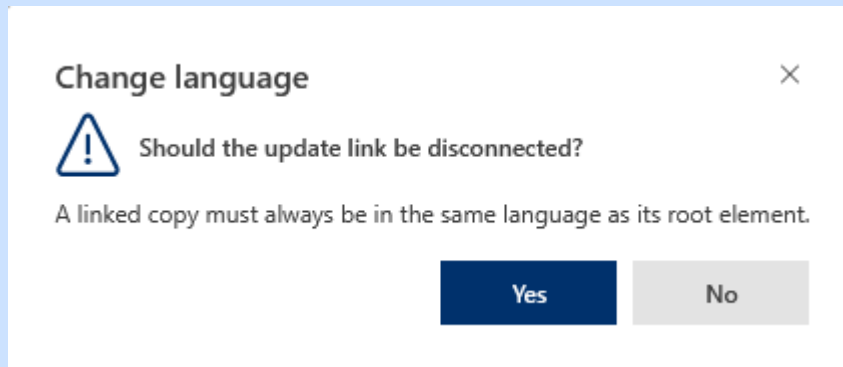 Change language
Should the update link be disconnected?
A linked copy must always be in the same language as its root element.
Yes
No